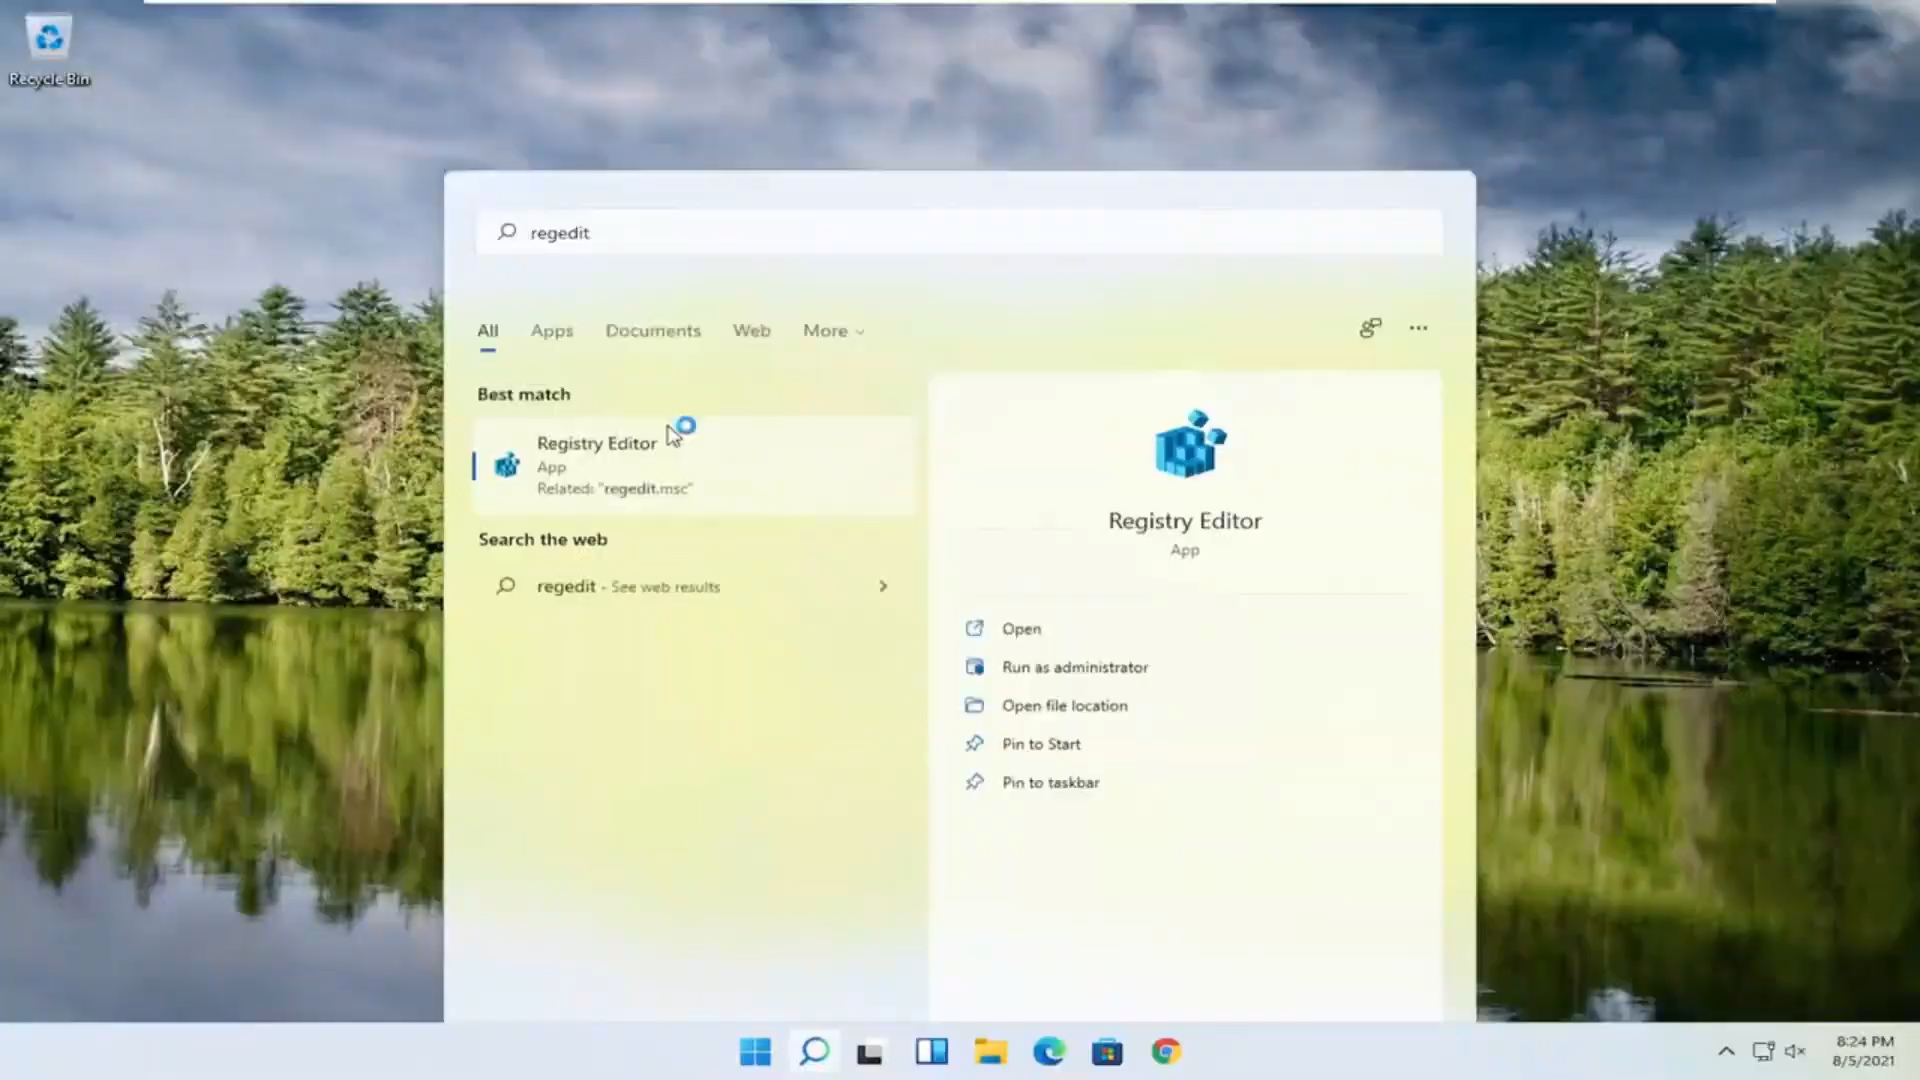 Recycle Bin
regedit
All Apps Documents Web More
Best match
Registry Editor
App
Related: "regedit.msc"
Search the web
regedit - See web results
Registry Editor
App
Open
Run as administrator
Open file location
Pin to Start
Pin to taskbar
8:24 PM
8/5/2021